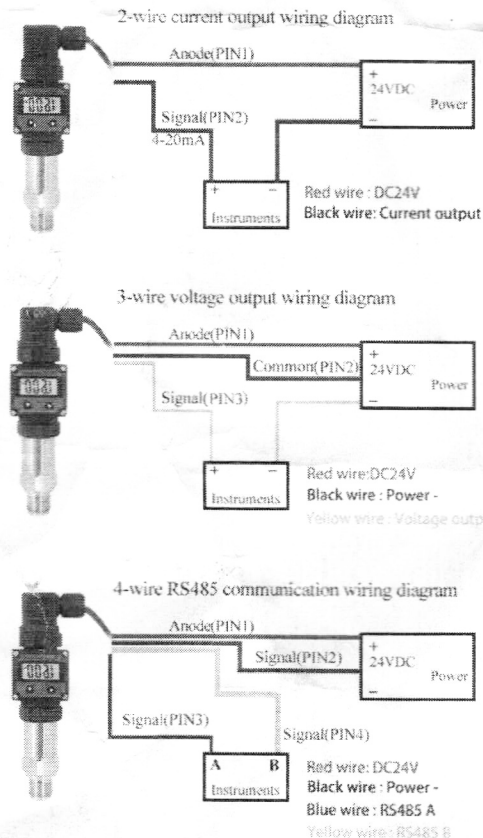 2-wire current output wiring diagram
Anode(PIN1)
+
24VDC
Power
−
Signal(PIN2)
4-20mA
+ −
Instruments
Red wire : DC24V
Black wire: Current output
3-wire voltage output wiring diagram
Anode(PIN1)
+
24VDC
Power
−
Common(PIN2)
Signal(PIN3)
+ −
Instruments
Red wire:DC24V
Black wire : Power -
Yellow wire : Voltage outp
4-wire RS485 communication wiring diagram
Anode(PIN1)
+
24VDC
Power
−
Signal(PIN2)
Signal(PIN3)
Signal(PIN4)
A B
Instruments
Red wire: DC24V
Black wire : Power -
Blue wire : RS485 A
Yellow wire : RS485 B